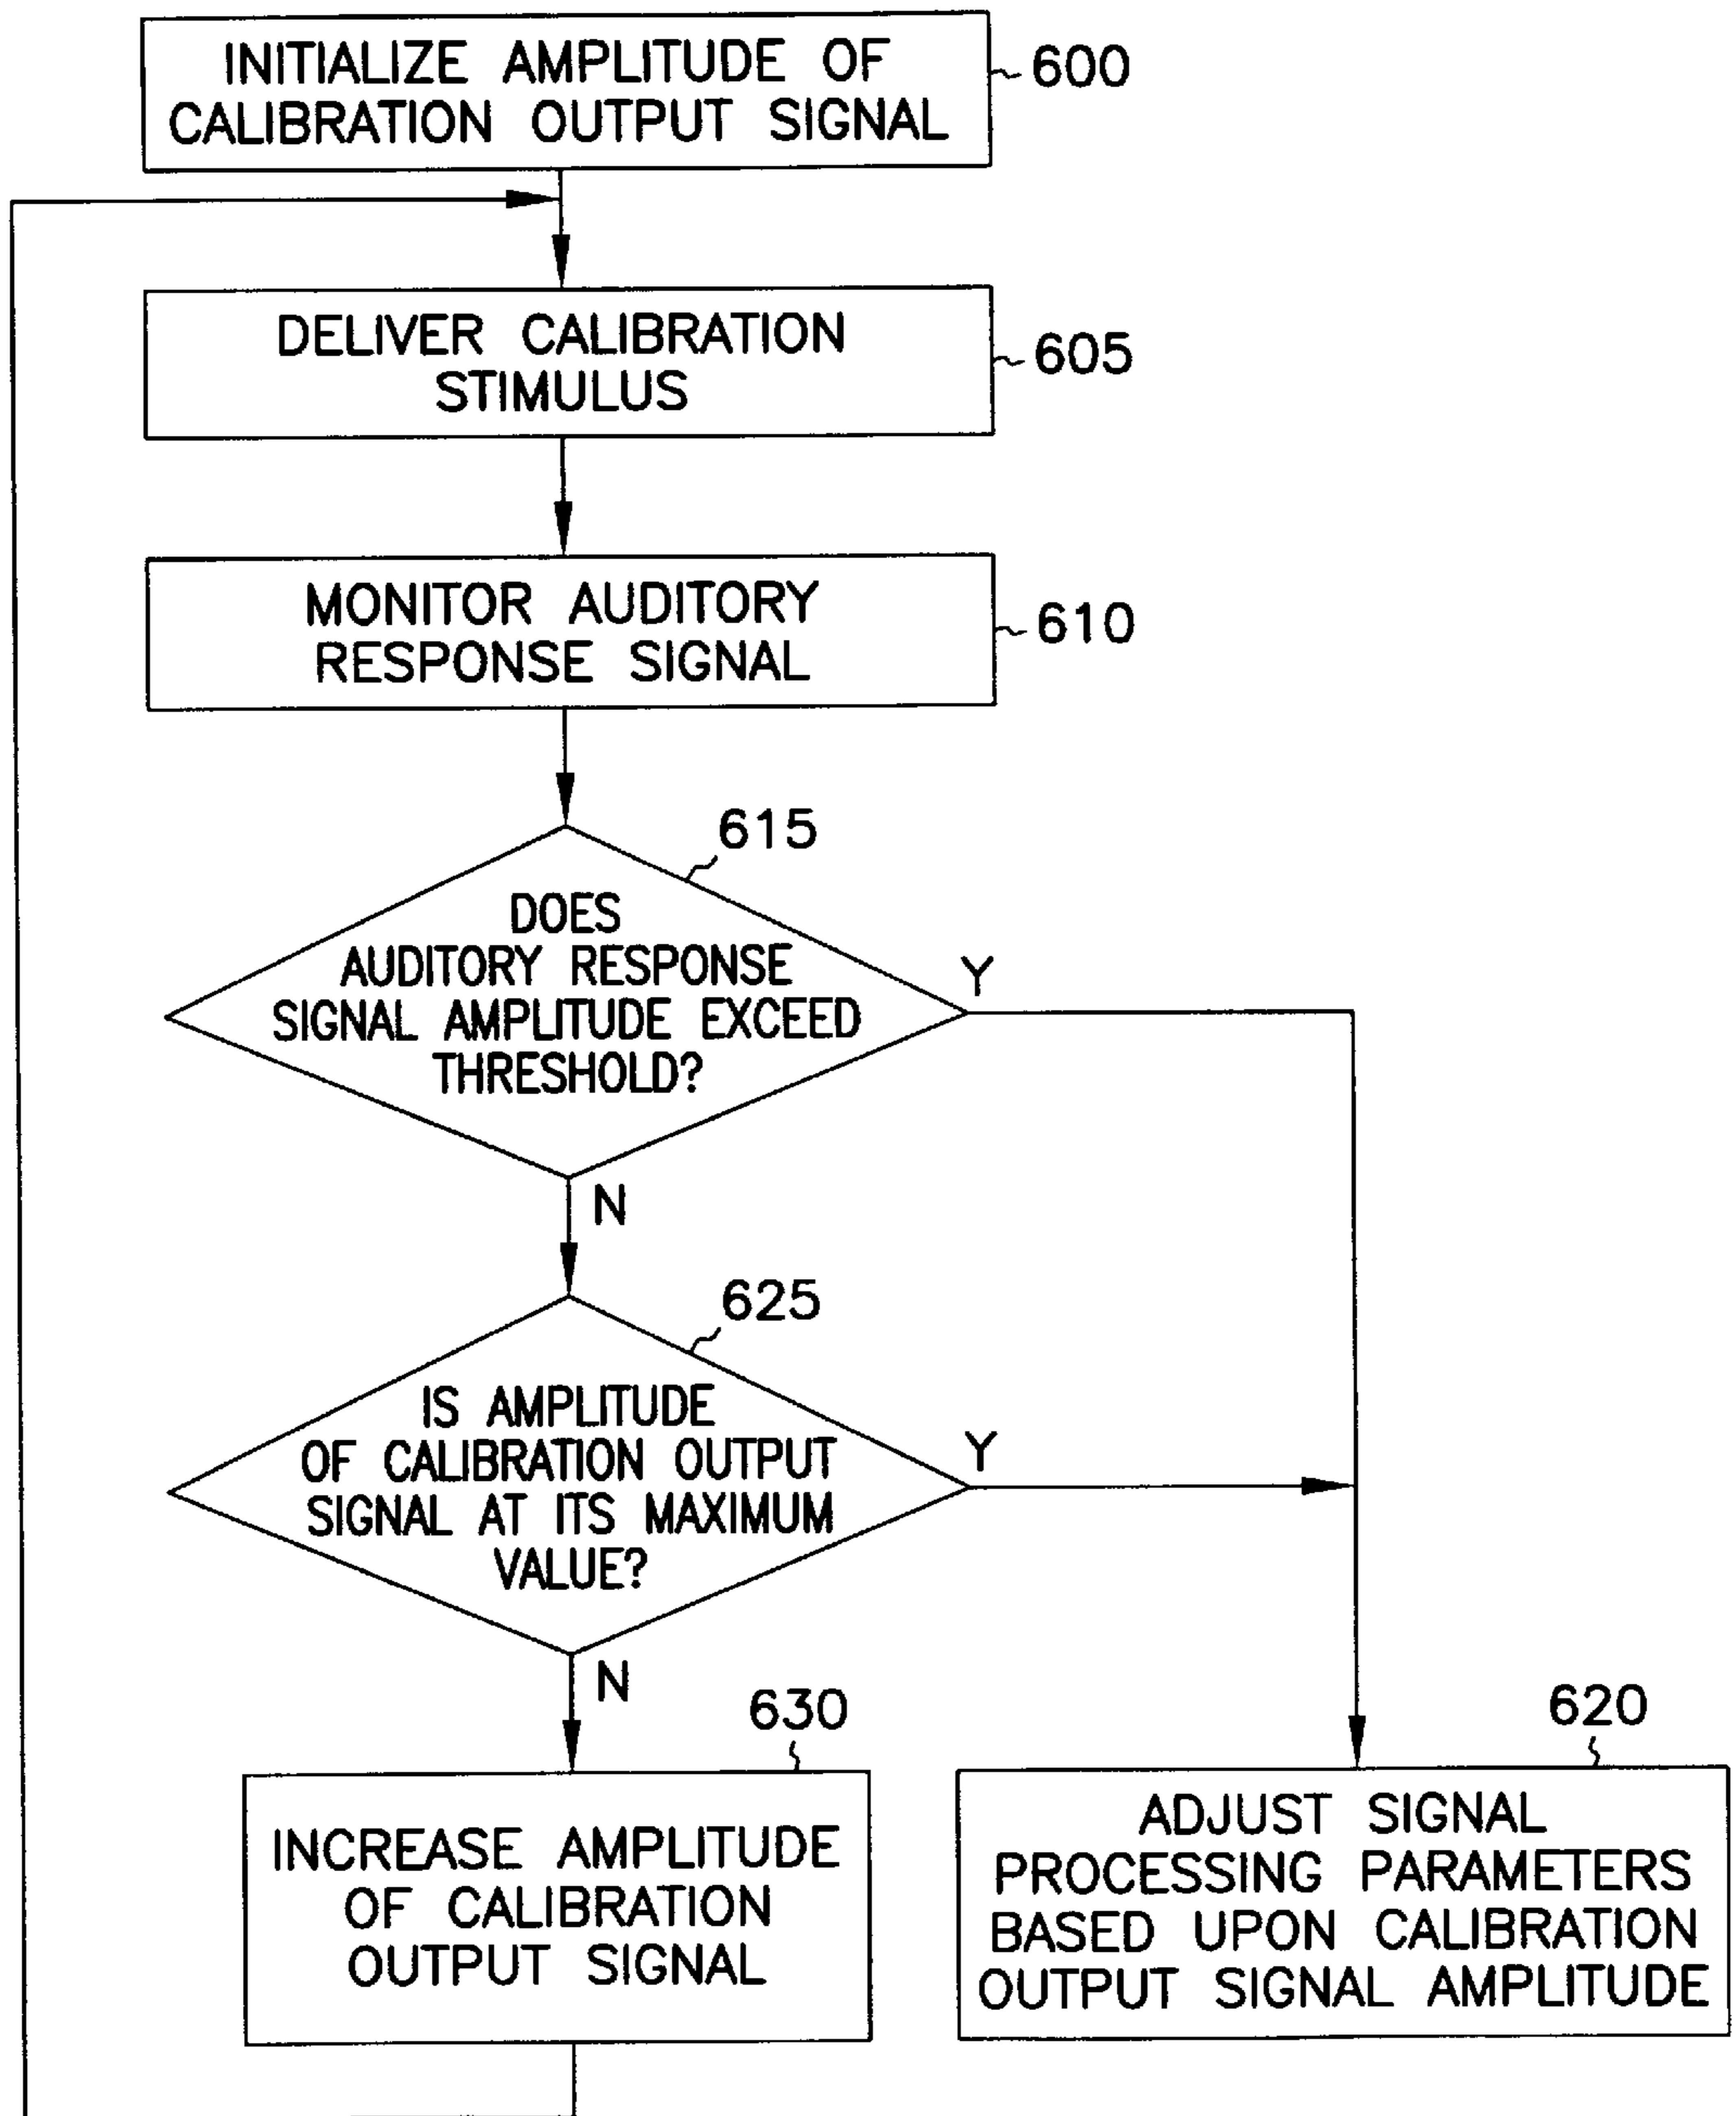 INITIALIZE AMPLITUDE OF
CALIBRATION OUTPUT SIGNAL
600
DELIVER CALIBRATION
STIMULUS
605
MONITOR AUDITORY
RESPONSE SIGNAL
610
615
DOES
AUDITORY RESPONSE
SIGNAL AMPLITUDE EXCEED
THRESHOLD?
Y
N
625
IS AMPLITUDE
OF CALIBRATION OUTPUT
SIGNAL AT ITS MAXIMUM
VALUE?
Y
N
630
INCREASE AMPLITUDE
OF CALIBRATION
OUTPUT SIGNAL
620
ADJUST SIGNAL
PROCESSING PARAMETERS
BASED UPON CALIBRATION
OUTPUT SIGNAL AMPLITUDE